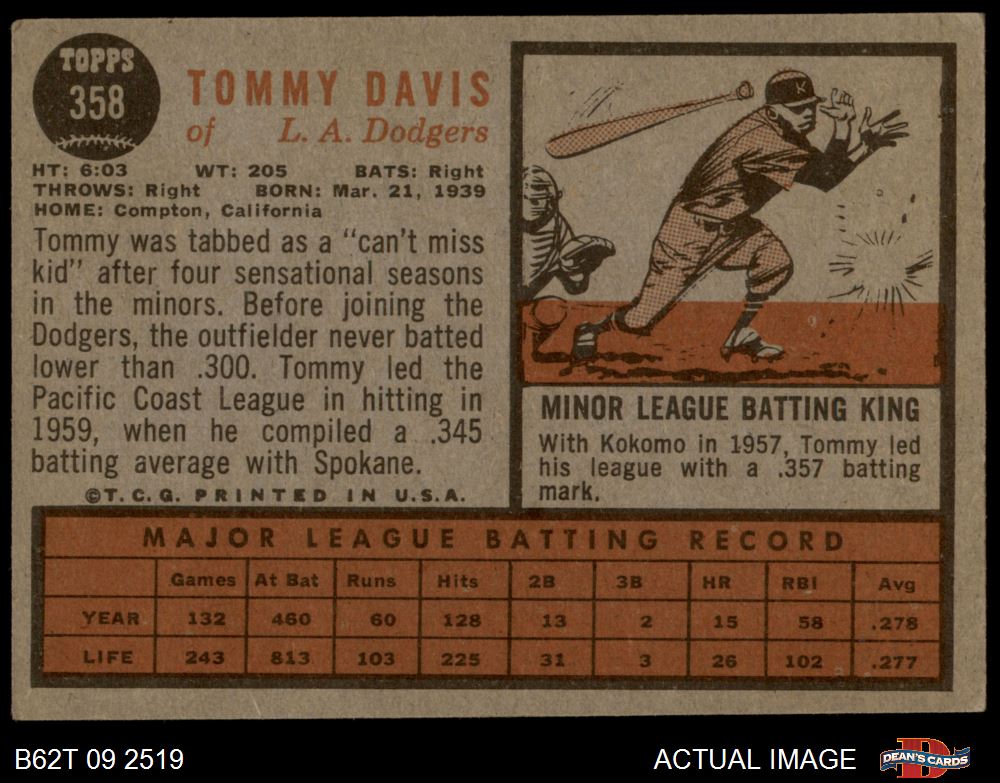 TOPPS
358
TOMMY DAVIS
of L. A. Dodgers
HT: 6:03 WT: 205 BATS: Right
THROWS: Right BORN: Mar. 21, 1939
HOME: Compton, California
Tommy was tabbed as a "can't miss
kid" after four sensational seasons
in the minors. Before joining the
Dodgers, the outfielder never batted
lower than .300. Tommy led the
Pacific Coast League in hitting in
1959, when he compiled a .345
batting average with Spokane.
©T.C.G. PRINTED IN U.S.A.
K
MINOR LEAGUE BATTING KING
With Kokomo in 1957, Tommy led
his league with a .357 batting
mark.
MAJOR LEAGUE BATTING RECORD
Games At Bat Runs Hits 2B 3B HR RBI Avg
YEAR 132 460 60 128 13 2 15 58 .278
LIFE 243 813 103 225 31 3 26 102 .277
B62T 09 2519 ACTUAL IMAGE DEAN'S CARDS